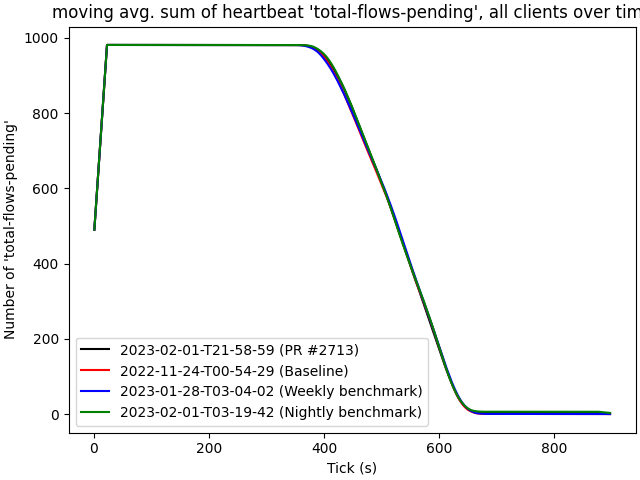 moving avg. sum of heartbeat 'total-flows-pending', all clients over tim
Number of 'total-flows-pending'
1000
800
600
400
200
0
2023-02-01-T21-58-59 (PR #2713)
2022-11-24-T00-54-29 (Baseline)
2023-01-28-T03-04-02 (Weekly benchmark)
2023-02-01-T03-19-42 (Nightly benchmark)
0 200 400 600 800
Tick (s)